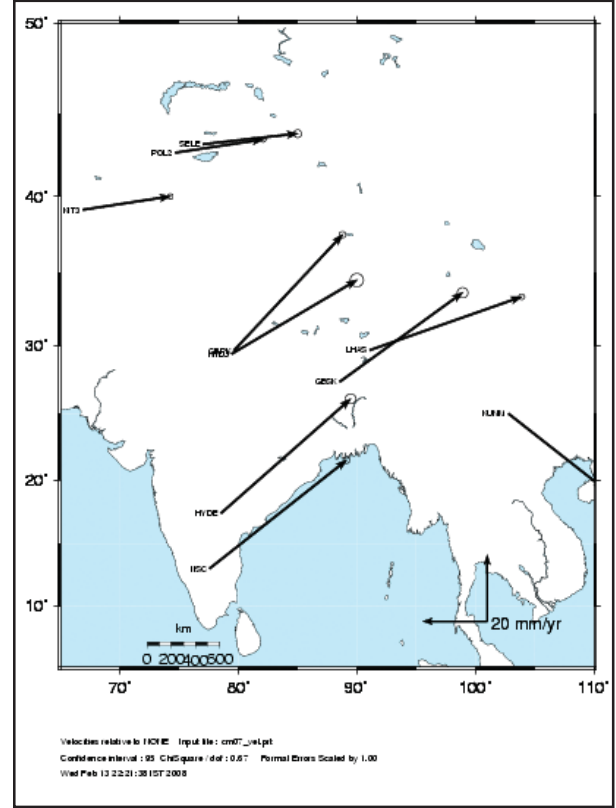 50°
SELE
POL2
40°
KIT3
LHAS
30°
GBSK
KUNN
20°
HYDE
IISC
10°
20 mm/yr
km
0 200400600
70° 80° 90° 100° 110°
Velocities relative to NONE Input file : cm07_vel.prt
Confidence interval : 95 ChiSquare / dof : 0.67 Formal Errors Scaled by 1.00
Wed Feb 13 22:21:38 IST 2008